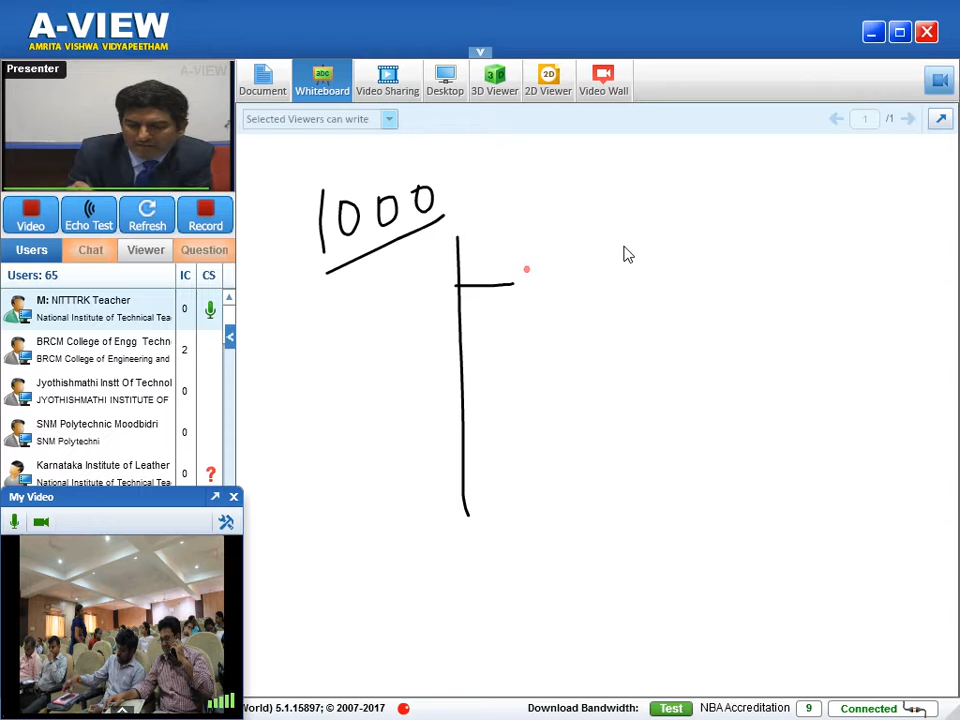 A-VIEW
AMRITA VISHWA VIDYAPEETHAM
v
Presenter
A-VIEW
Document
abc
Whiteboard
Video Sharing
Desktop
3D
3D Viewer
2D
2D Viewer
Video Wall
Selected Viewers can write
1 /1
Video
Echo Test
Refresh
Record
Users
Chat
Viewer
Question
Users: 65
IC
CS
M: NITTTRK Teacher
National Institute of Technical Tea
0
BRCM College of Engg Techn
BRCM College of Engineering and
2
Jyothishmathi Instt Of Technol
JYOTHISHMATHI INSTITUTE OF
0
SNM Polytechnic Moodbidri
SNM Polytechni
0
Karnataka Institute of Leather
National Institute of Technical Tea
0
?
My Video
1000
World) 5.1.15897; © 2007-2017
Download Bandwidth:
Test
NBA Accreditation
9
Connected